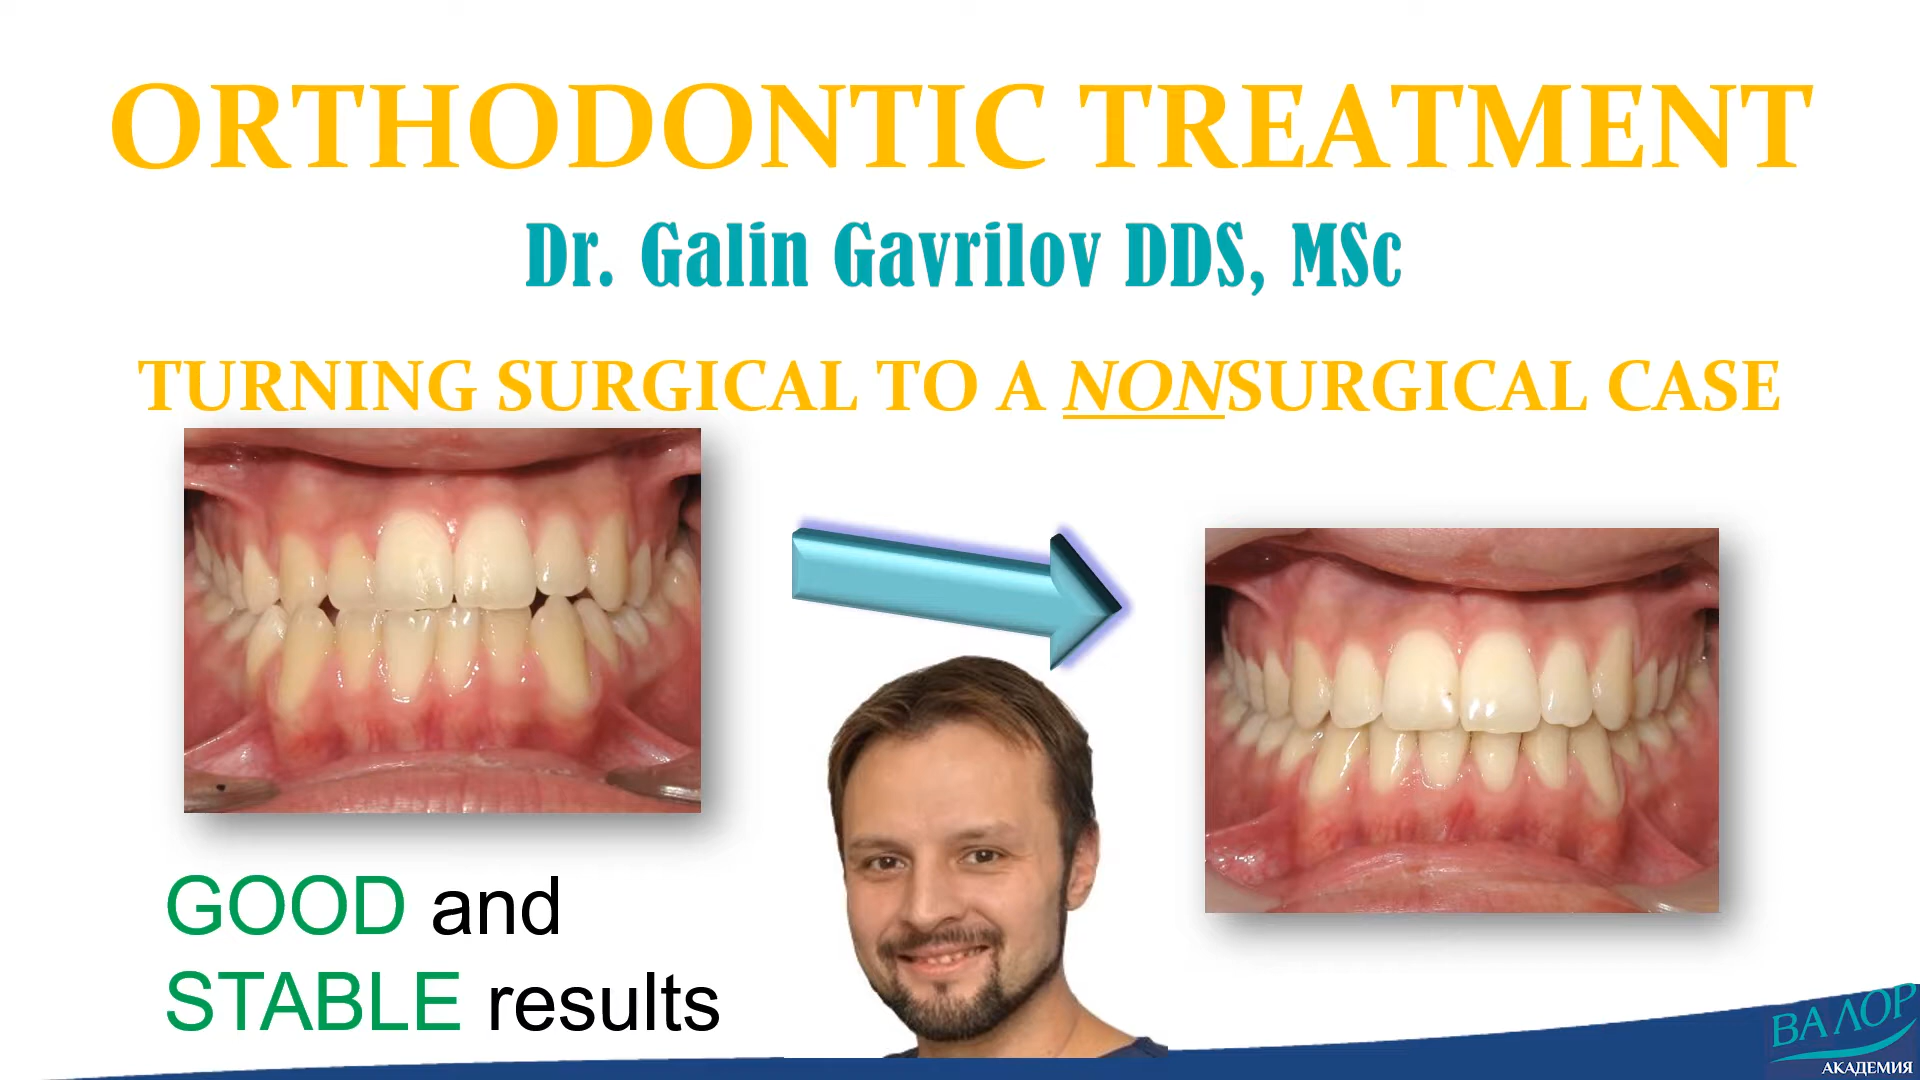 ORTHODONTIC TREATMENT
Dr. Galin Gavrilov DDS, MSc
TURNING SURGICAL TO A NONSURGICAL CASE
GOOD and
STABLE results
ВАЛОР
АКАДЕМИЯ